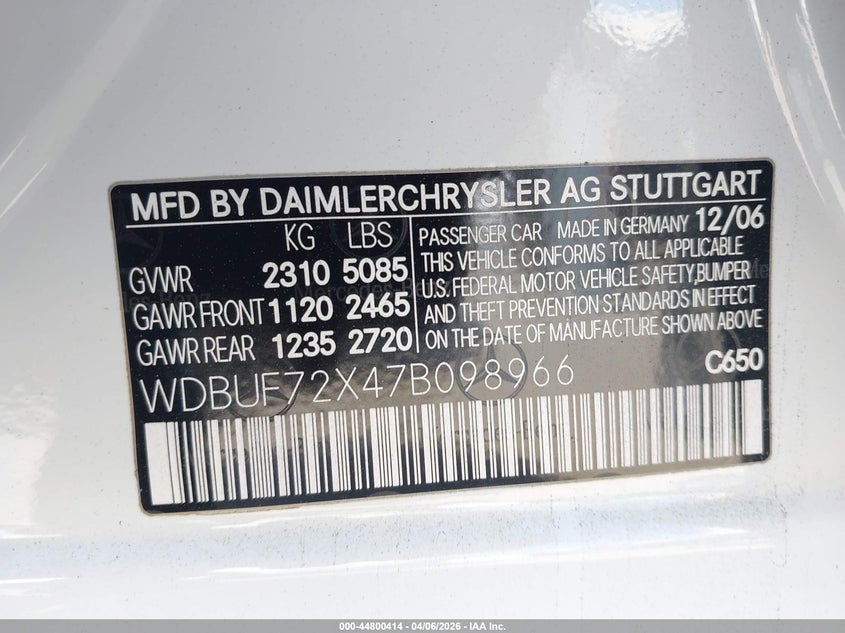 MFD BY DAIMLERCHRYSLER AG STUTTGART
KG LBS
GVWR 2310 5085
GAWR FRONT 1120 2465
GAWR REAR 1235 2720
PASSENGER CAR MADE IN GERMANY 12/06
THIS VEHICLE CONFORMS TO ALL APPLICABLE
U.S. FEDERAL MOTOR VEHICLE SAFETY, BUMPER
AND THEFT PREVENTION STANDARDS IN EFFECT
ON THE DATE OF MANUFACTURE SHOWN ABOVE
WDBUF72X47B098966
C650
000-44800414 - 04/06/2026 - IAA Inc.